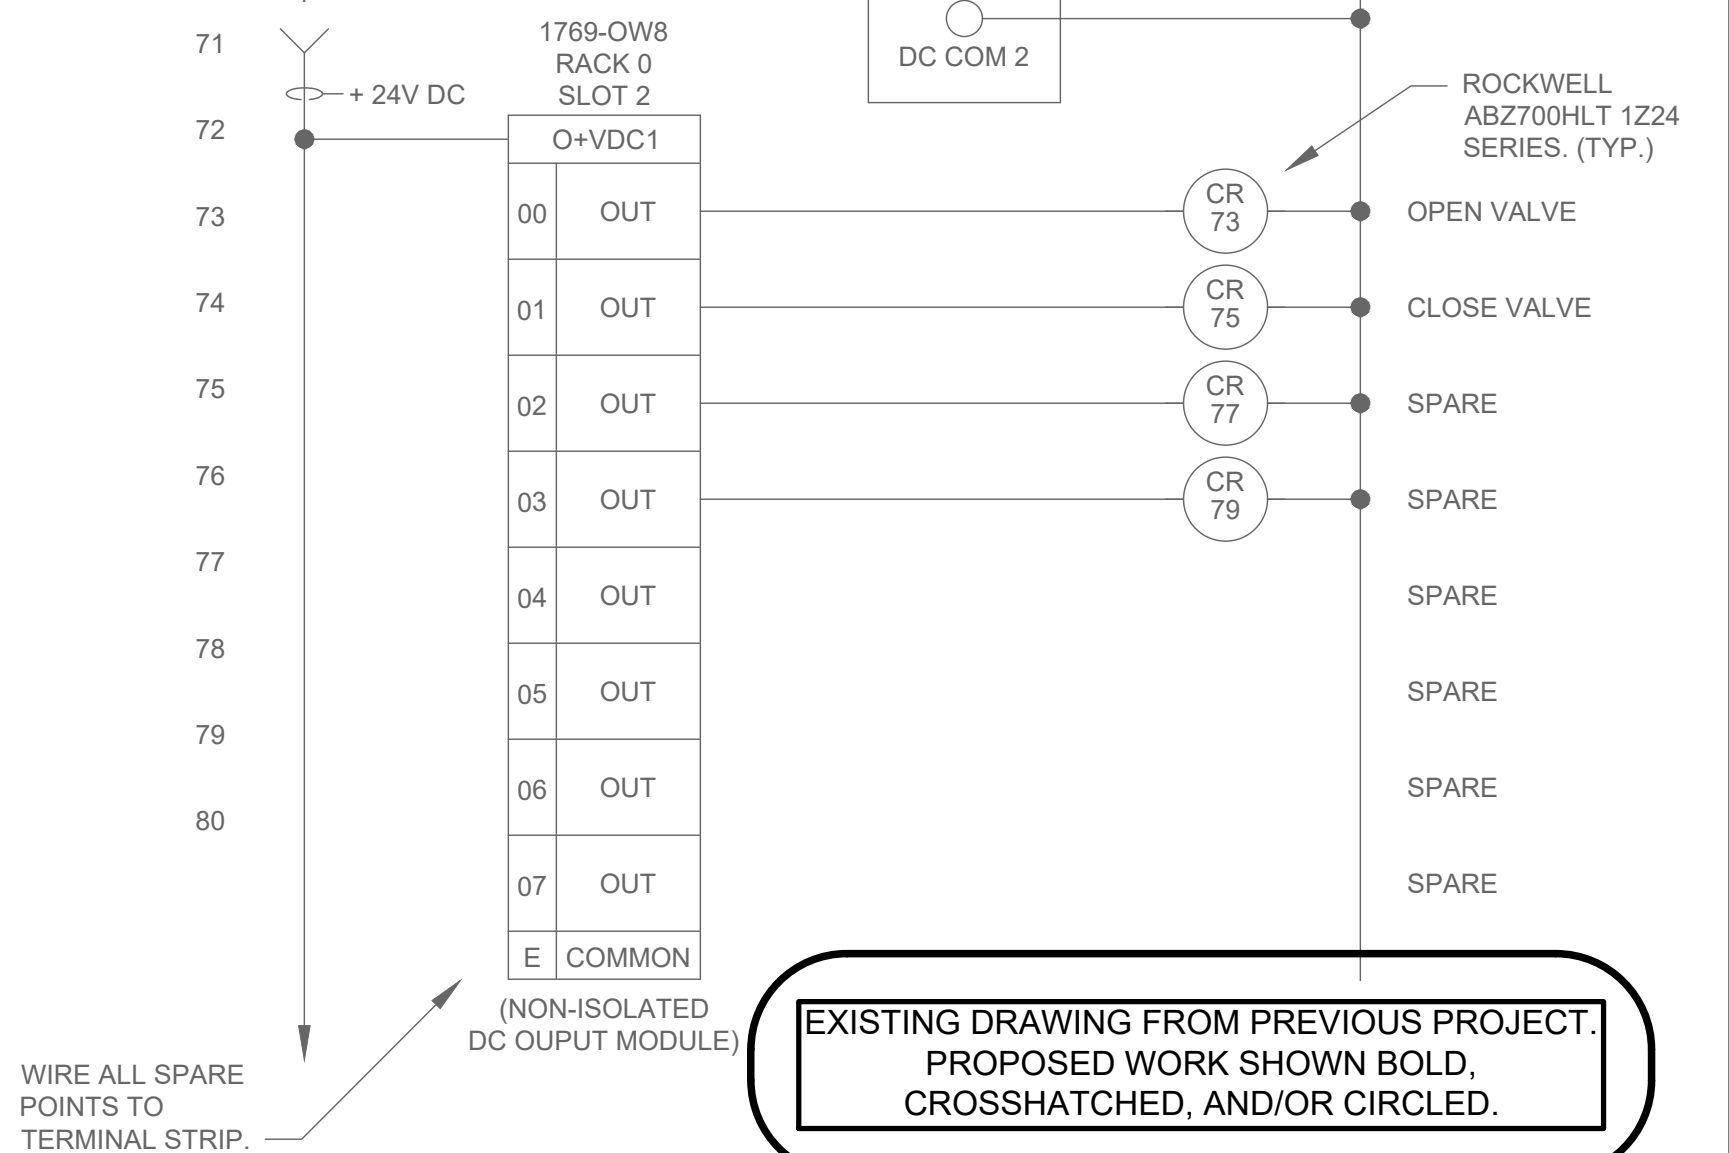 71
1769-OW8
RACK 0
SLOT 2
DC COM 2
+ 24V DC
ROCKWELL
ABZ700HLT 1Z24
SERIES. (TYP.)
72
O+VDC1
73
00 OUT
CR
73
OPEN VALVE
74
01 OUT
CR
75
CLOSE VALVE
75
02 OUT
CR
77
SPARE
76
03 OUT
CR
79
SPARE
77
04 OUT
SPARE
78
05 OUT
SPARE
79
06 OUT
SPARE
80
07 OUT
SPARE
E COMMON
(NON-ISOLATED
DC OUPUT MODULE)
WIRE ALL SPARE
POINTS TO
TERMINAL STRIP.
EXISTING DRAWING FROM PREVIOUS PROJECT.
PROPOSED WORK SHOWN BOLD,
CROSSHATCHED, AND/OR CIRCLED.